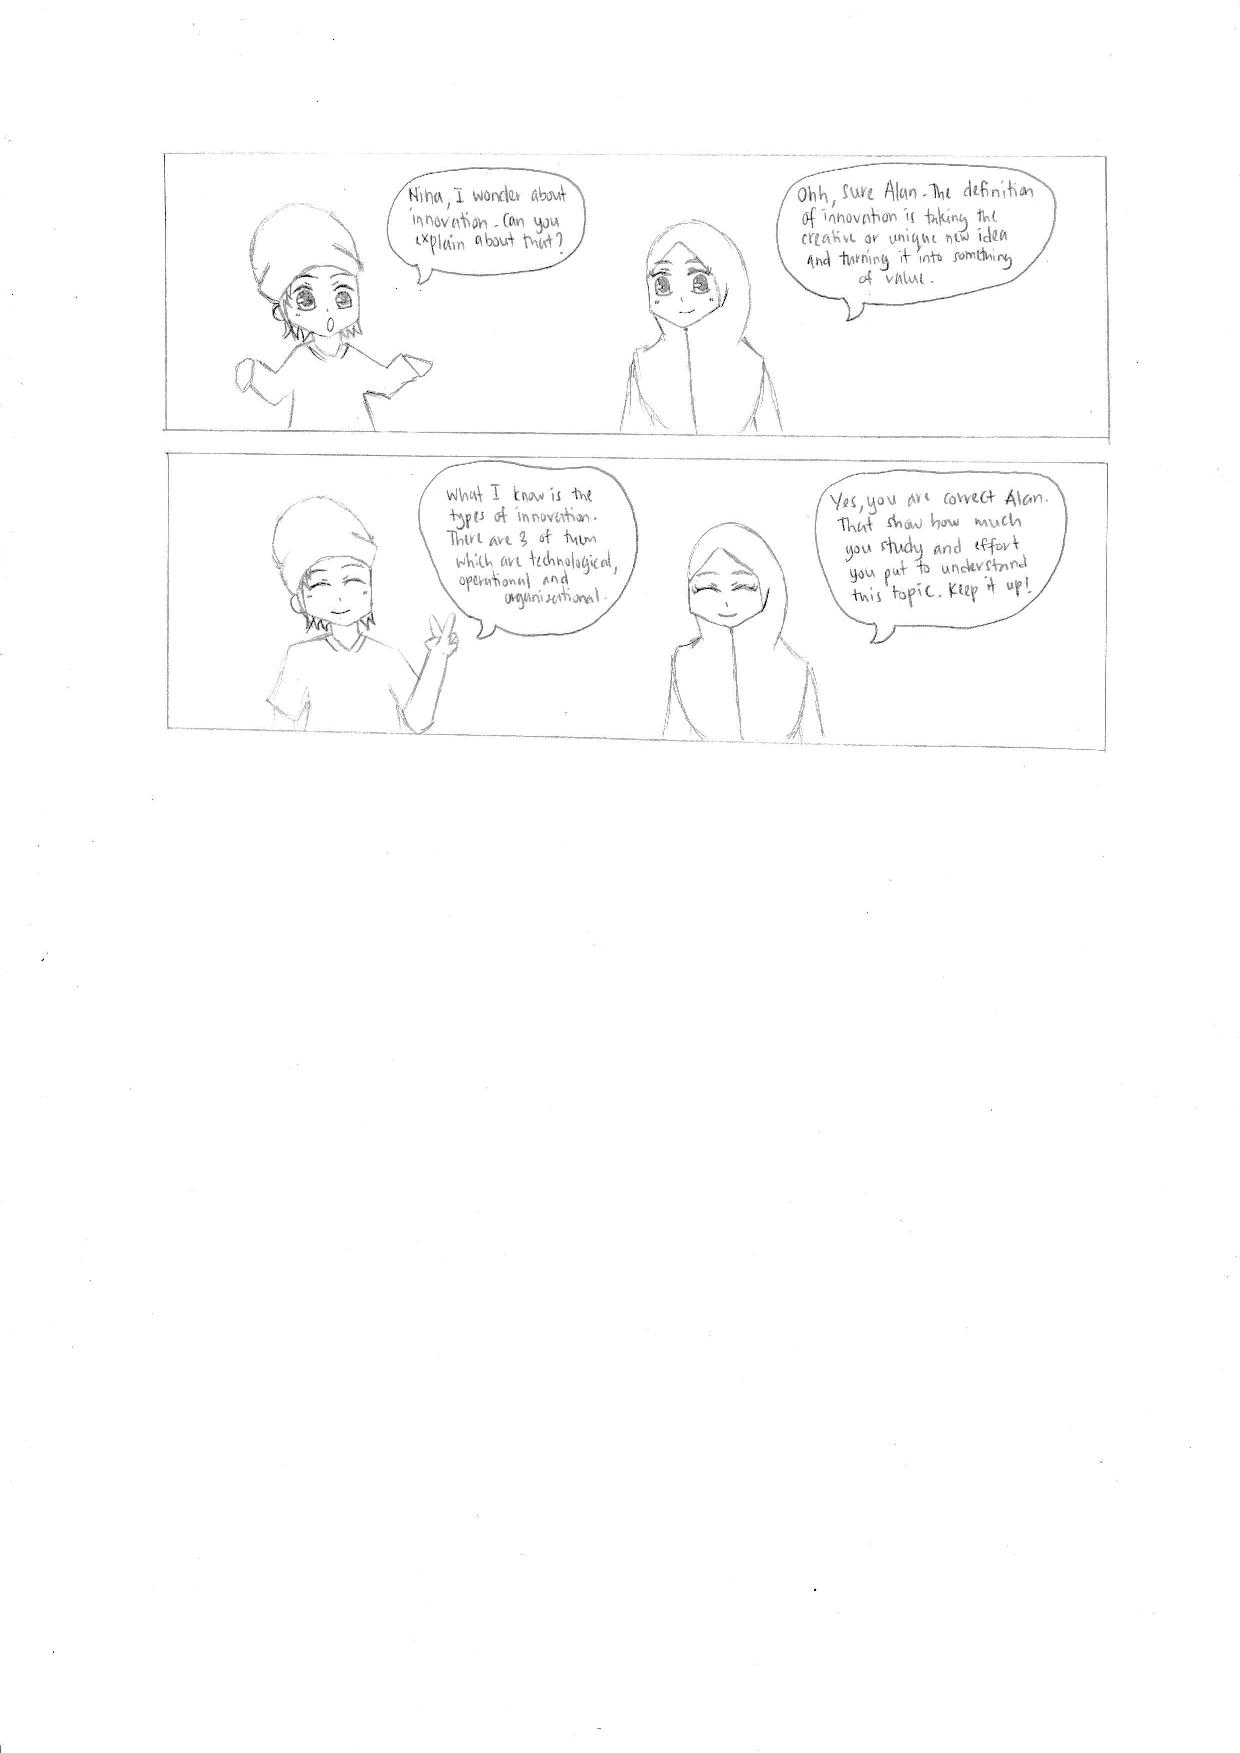 Nina, I wonder about
innovation. Can you
explain about that?
Ohh, sure Alan. The definition
of innovation is taking the
creative or unique new idea
and turning it into something
of value.
What I know is the
types of innovation.
There are 3 of them
which are technological,
operational and
organizational.
Yes, you are correct Alan.
That show how much
you study and effort
you put to understand
this topic. Keep it up!